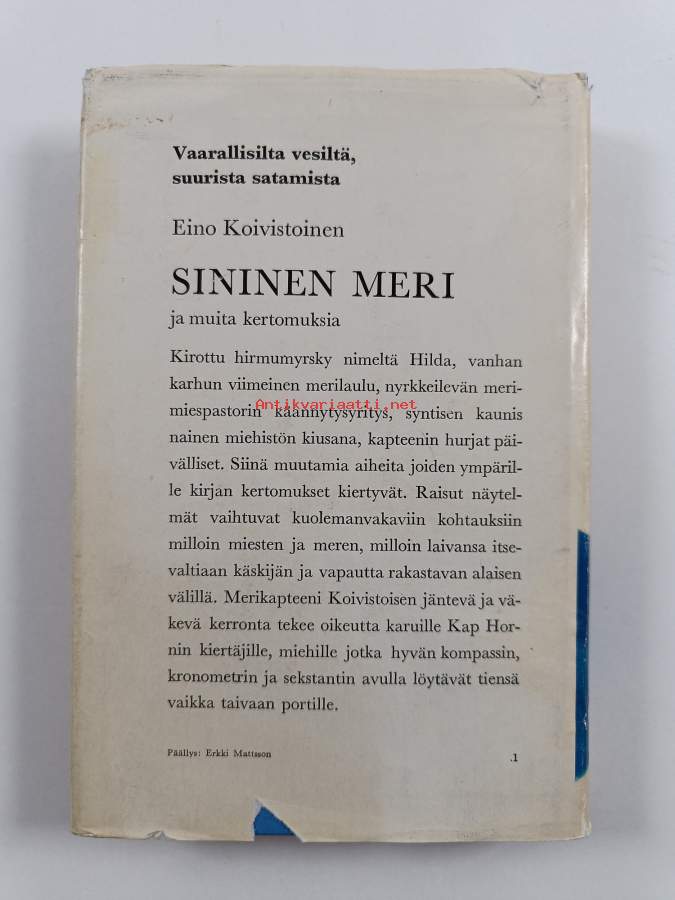 Vaarallisilta vesiltä,
suurista satamista
Eino Koivistoinen
SININEN MERI
ja muita kertomuksia
Kirottu hirmumyrsky nimeltä Hilda, vanhan
karhun viimeinen merilaulu, nyrkkeilevän meri-
miespastorin käännytysyritys, syntisen kaunis
Antikvariaatti.net
nainen miehistön kiusana, kapteenin hurjat päi-
välliset. Siinä muutamia aiheita joiden ympäril-
le kirjan kertomukset kiertyvät. Raisut näytel-
mät vaihtuvat kuolemanvakaviin kohtauksiin
milloin miesten ja meren, milloin laivansa itse-
valtiaan käskijän ja vapautta rakastavan alaisen
välillä. Merikapteeni Koivistoisen jäntevä ja vä-
kevä kerronta tekee oikeutta karuille Kap Hor-
nin kiertäjille, miehille jotka hyvän kompassin,
kronometrin ja sekstantin avulla löytävät tiensä
vaikka taivaan portille.
Päällys: Erkki Mattsson
.1